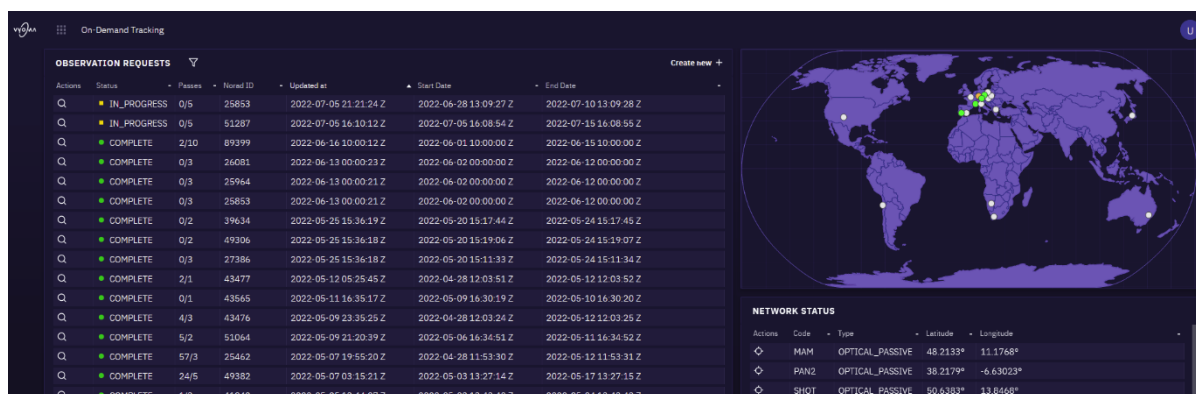 VYOMA
On-Demand Tracking
U
OBSERVATION REQUESTS
Create new +
Actions Status Passes Norad ID Updated at Start Date End Date
IN_PROGRESS 0/5 25853 2022-07-05 21:21:24 Z 2022-06-28 13:09:27 Z 2022-07-10 13:09:28 Z
IN_PROGRESS 0/5 51287 2022-07-05 16:10:12 Z 2022-07-05 16:08:54 Z 2022-07-15 16:08:55 Z
COMPLETE 2/10 89399 2022-06-16 10:00:12 Z 2022-06-01 10:00:00 Z 2022-06-15 10:00:00 Z
COMPLETE 0/3 26081 2022-06-13 00:00:23 Z 2022-06-02 00:00:00 Z 2022-06-12 00:00:00 Z
COMPLETE 0/3 25964 2022-06-13 00:00:21 Z 2022-06-02 00:00:00 Z 2022-06-12 00:00:00 Z
COMPLETE 0/3 25853 2022-06-13 00:00:21 Z 2022-06-02 00:00:00 Z 2022-06-12 00:00:00 Z
COMPLETE 0/2 39634 2022-05-25 15:36:19 Z 2022-05-20 15:17:44 Z 2022-05-24 15:17:45 Z
COMPLETE 0/2 49306 2022-05-25 15:36:18 Z 2022-05-20 15:19:06 Z 2022-05-24 15:19:07 Z
COMPLETE 0/3 27386 2022-05-25 15:36:18 Z 2022-05-20 15:11:33 Z 2022-05-24 15:11:34 Z
COMPLETE 2/1 43477 2022-05-12 05:25:45 Z 2022-04-28 12:03:51 Z 2022-05-12 12:03:52 Z
COMPLETE 0/1 43565 2022-05-11 16:35:17 Z 2022-05-09 16:30:19 Z 2022-05-10 16:30:20 Z
COMPLETE 4/3 43476 2022-05-09 23:35:25 Z 2022-04-28 12:03:24 Z 2022-05-12 12:03:25 Z
COMPLETE 5/2 51064 2022-05-09 21:20:39 Z 2022-05-06 16:34:51 Z 2022-05-11 16:34:52 Z
COMPLETE 57/3 25462 2022-05-07 19:55:20 Z 2022-04-28 11:53:30 Z 2022-05-12 11:53:31 Z
COMPLETE 24/5 49382 2022-05-07 03:15:21 Z 2022-05-03 13:27:14 Z 2022-05-17 13:27:15 Z
NETWORK STATUS
Actions Code Type Latitude Longitude
MAM OPTICAL_PASSIVE 48.2133° 11.1768°
PAN2 OPTICAL_PASSIVE 38.2179° -6.63023°
SHOT OPTICAL_PASSIVE 50.6383° 13.8468°